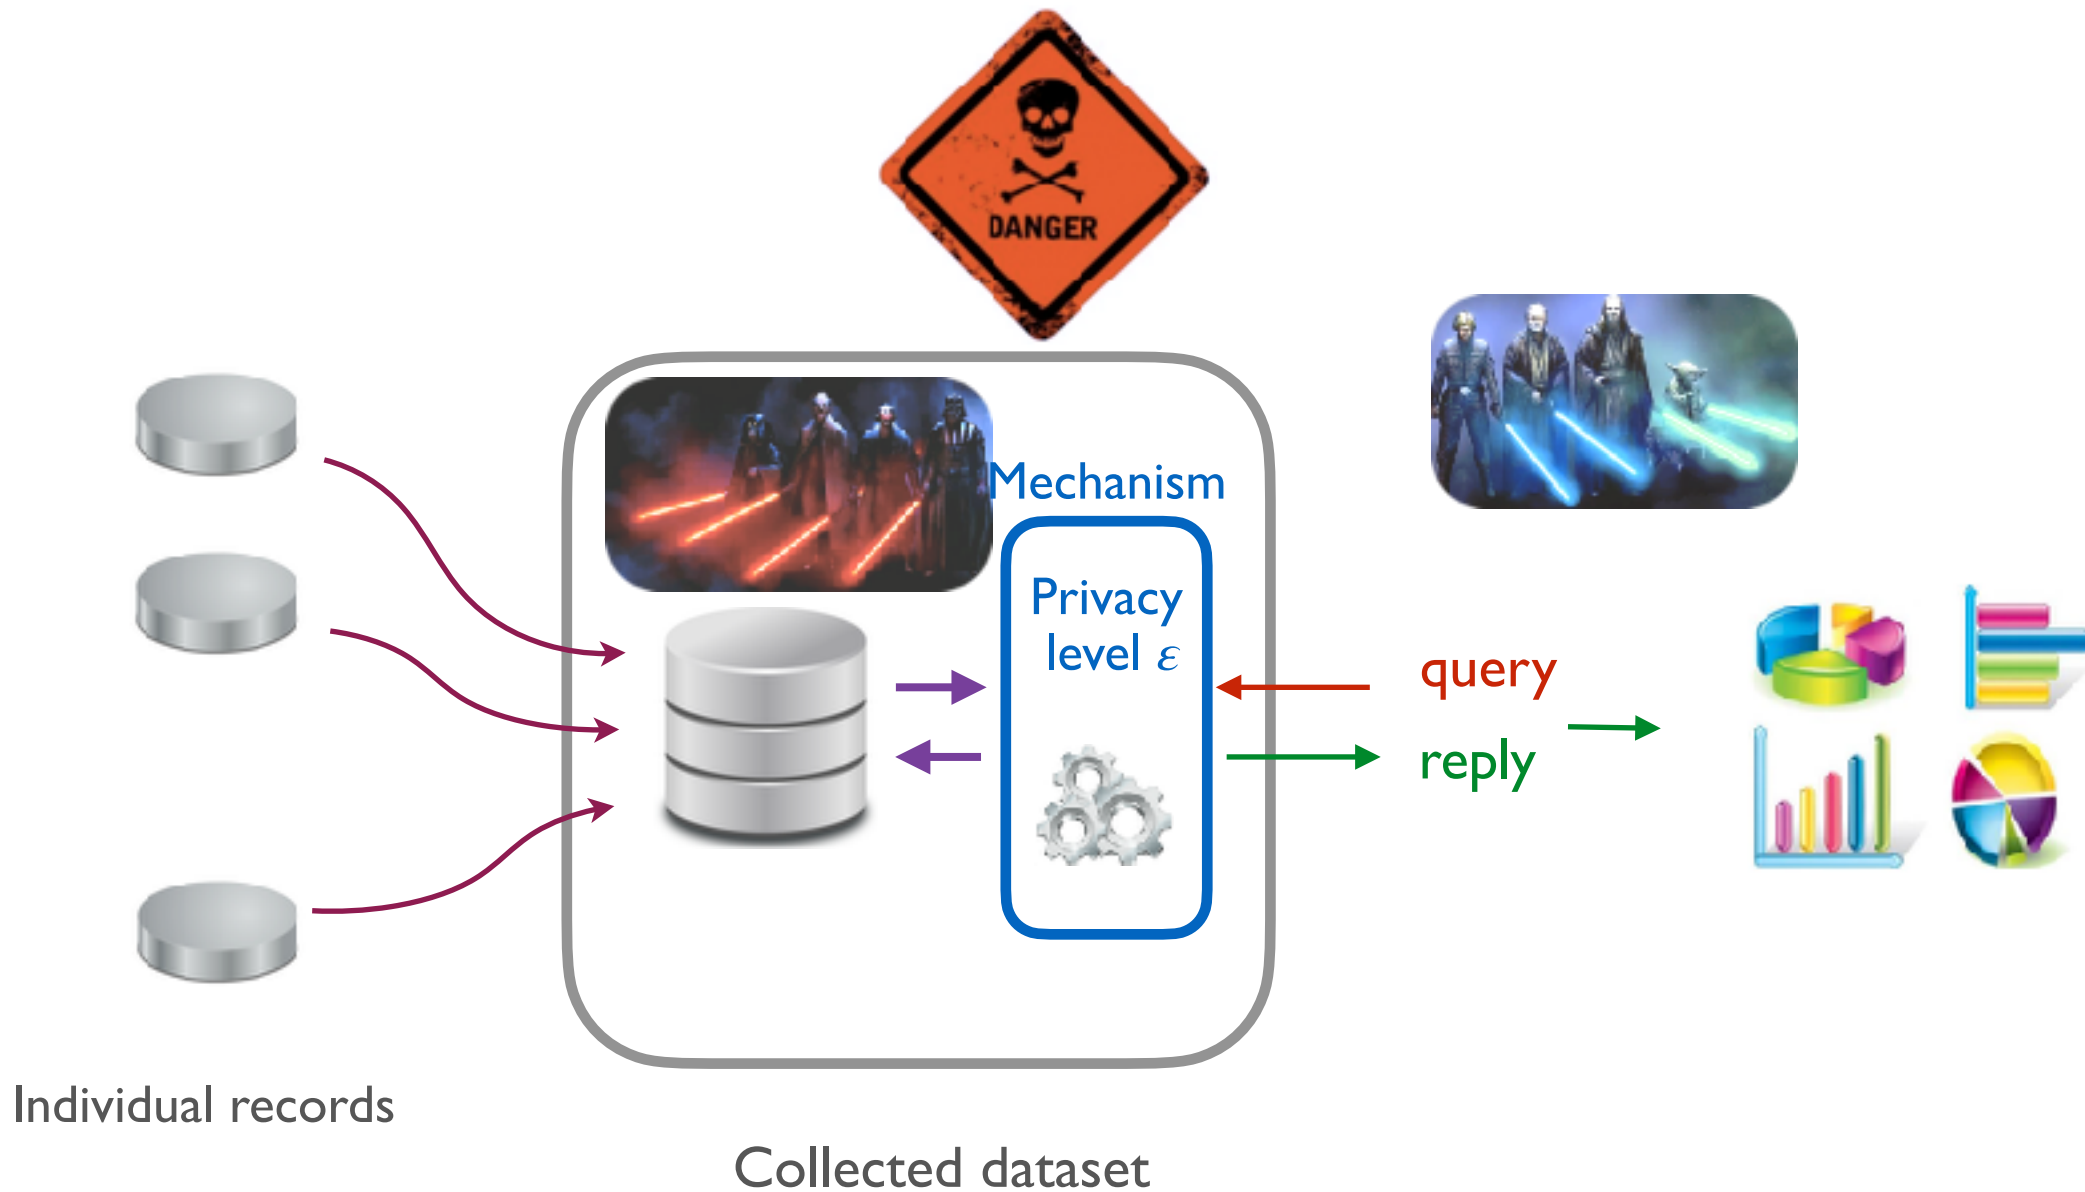 DANGER
Mechanism
Privacy
level ε
query
reply
Individual records
Collected dataset